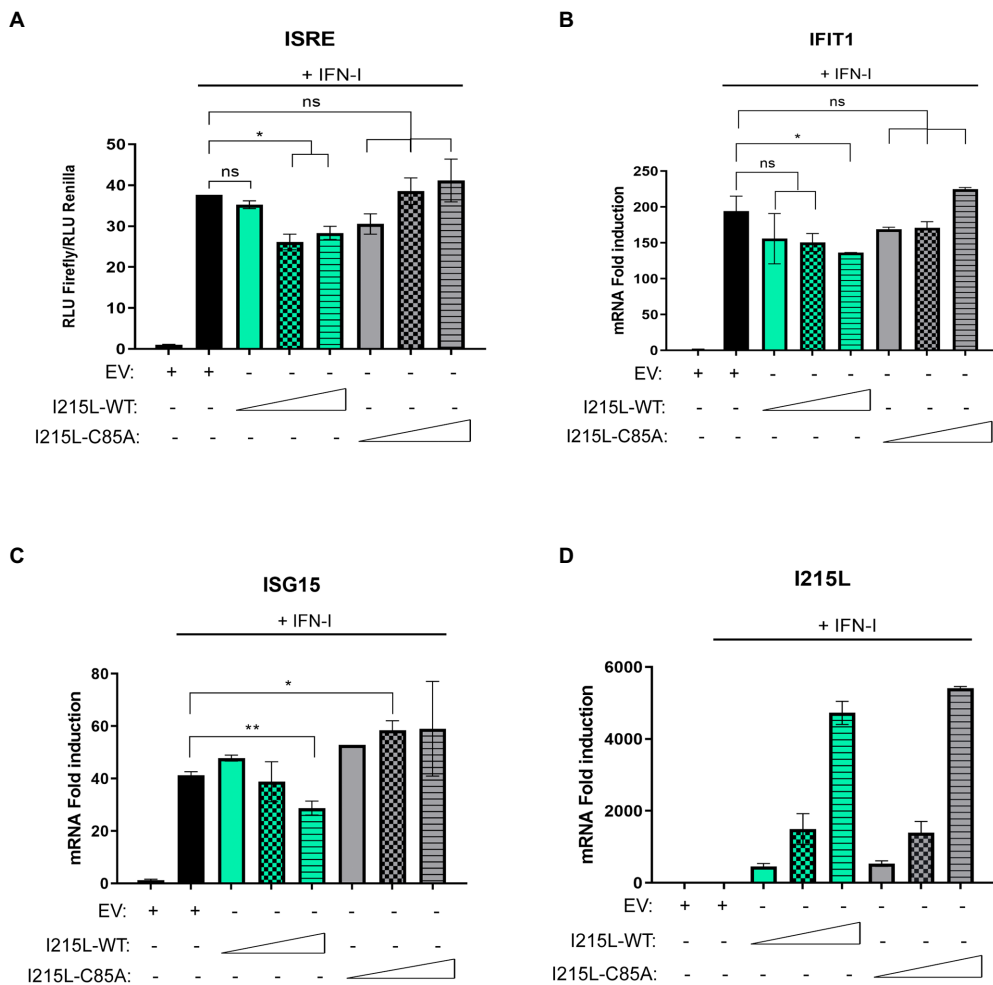 A
ISRE
+ IFN-I
ns
*
ns
RLU Firefly/RLU Renilla
50
40
30
20
10
0
EV: + + - - - - - -
I215L-WT: - - - - -
I215L-C85A: - - - - -
B
IFIT1
+ IFN-I
ns
*
ns
mRNA Fold induction
250
200
150
100
50
0
EV: + + - - - - - -
I215L-WT: - - - - -
I215L-C85A: - - - - -
C
ISG15
+ IFN-I
*
**
mRNA Fold induction
80
60
40
20
0
EV: + + - - - - - -
I215L-WT: - - - - -
I215L-C85A: - - - - -
D
I215L
+ IFN-I
mRNA Fold induction
6000
4000
2000
0
EV: + + - - - - - -
I215L-WT: - - - - -
I215L-C85A: - - - - -